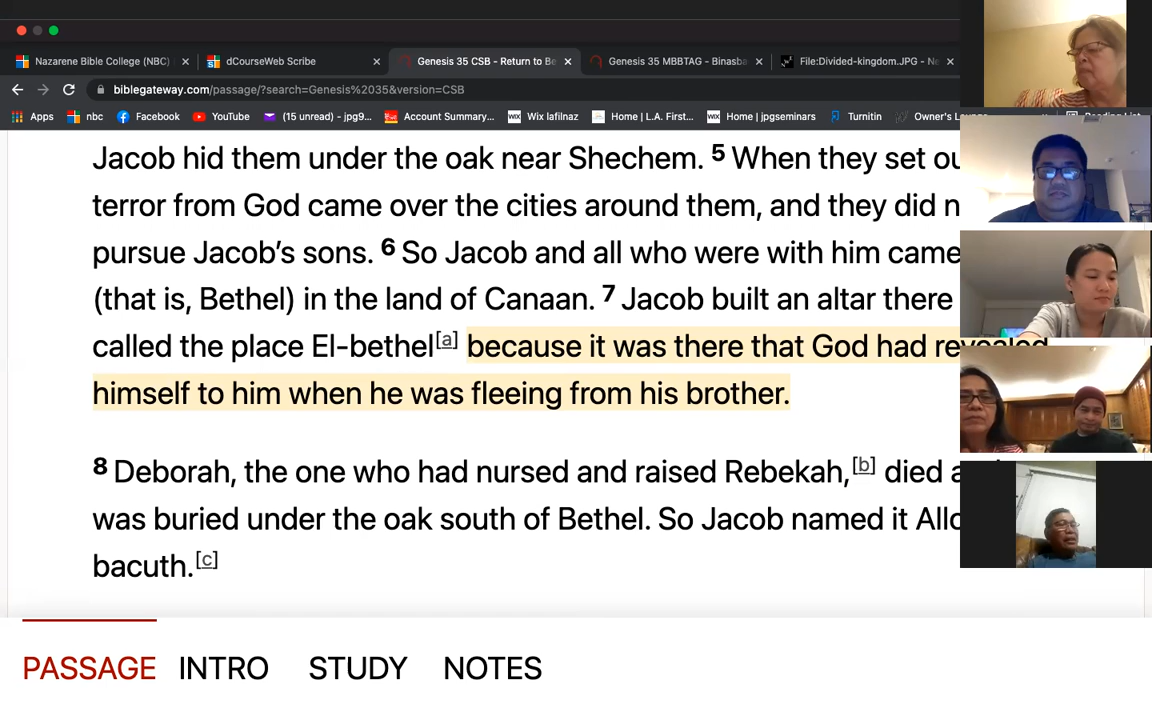 Nazarene Bible College (NBC)
dCourseWeb Scribe
Genesis 35 CSB - Return to Be
Genesis 35 MBBTAG - Binasba
File:Divided-kingdom.JPG - Ne
biblegateway.com/passage/?search=Genesis%2035&version=CSB
Apps nbc Facebook YouTube (15 unread) - jpg9... Account Summary... Wix lafilnaz Home | L.A. First... Home | jpgseminars Turnitin Owner's Lounge Reading List
Jacob hid them under the oak near Shechem. 5 When they set ou
terror from God came over the cities around them, and they did n
pursue Jacob's sons. 6 So Jacob and all who were with him came
(that is, Bethel) in the land of Canaan. 7 Jacob built an altar there
called the place El-bethel[a] because it was there that God had revealed
himself to him when he was fleeing from his brother.
8 Deborah, the one who had nursed and raised Rebekah,[b] died a
was buried under the oak south of Bethel. So Jacob named it Allo
bacuth.[c]
PASSAGE INTRO STUDY NOTES